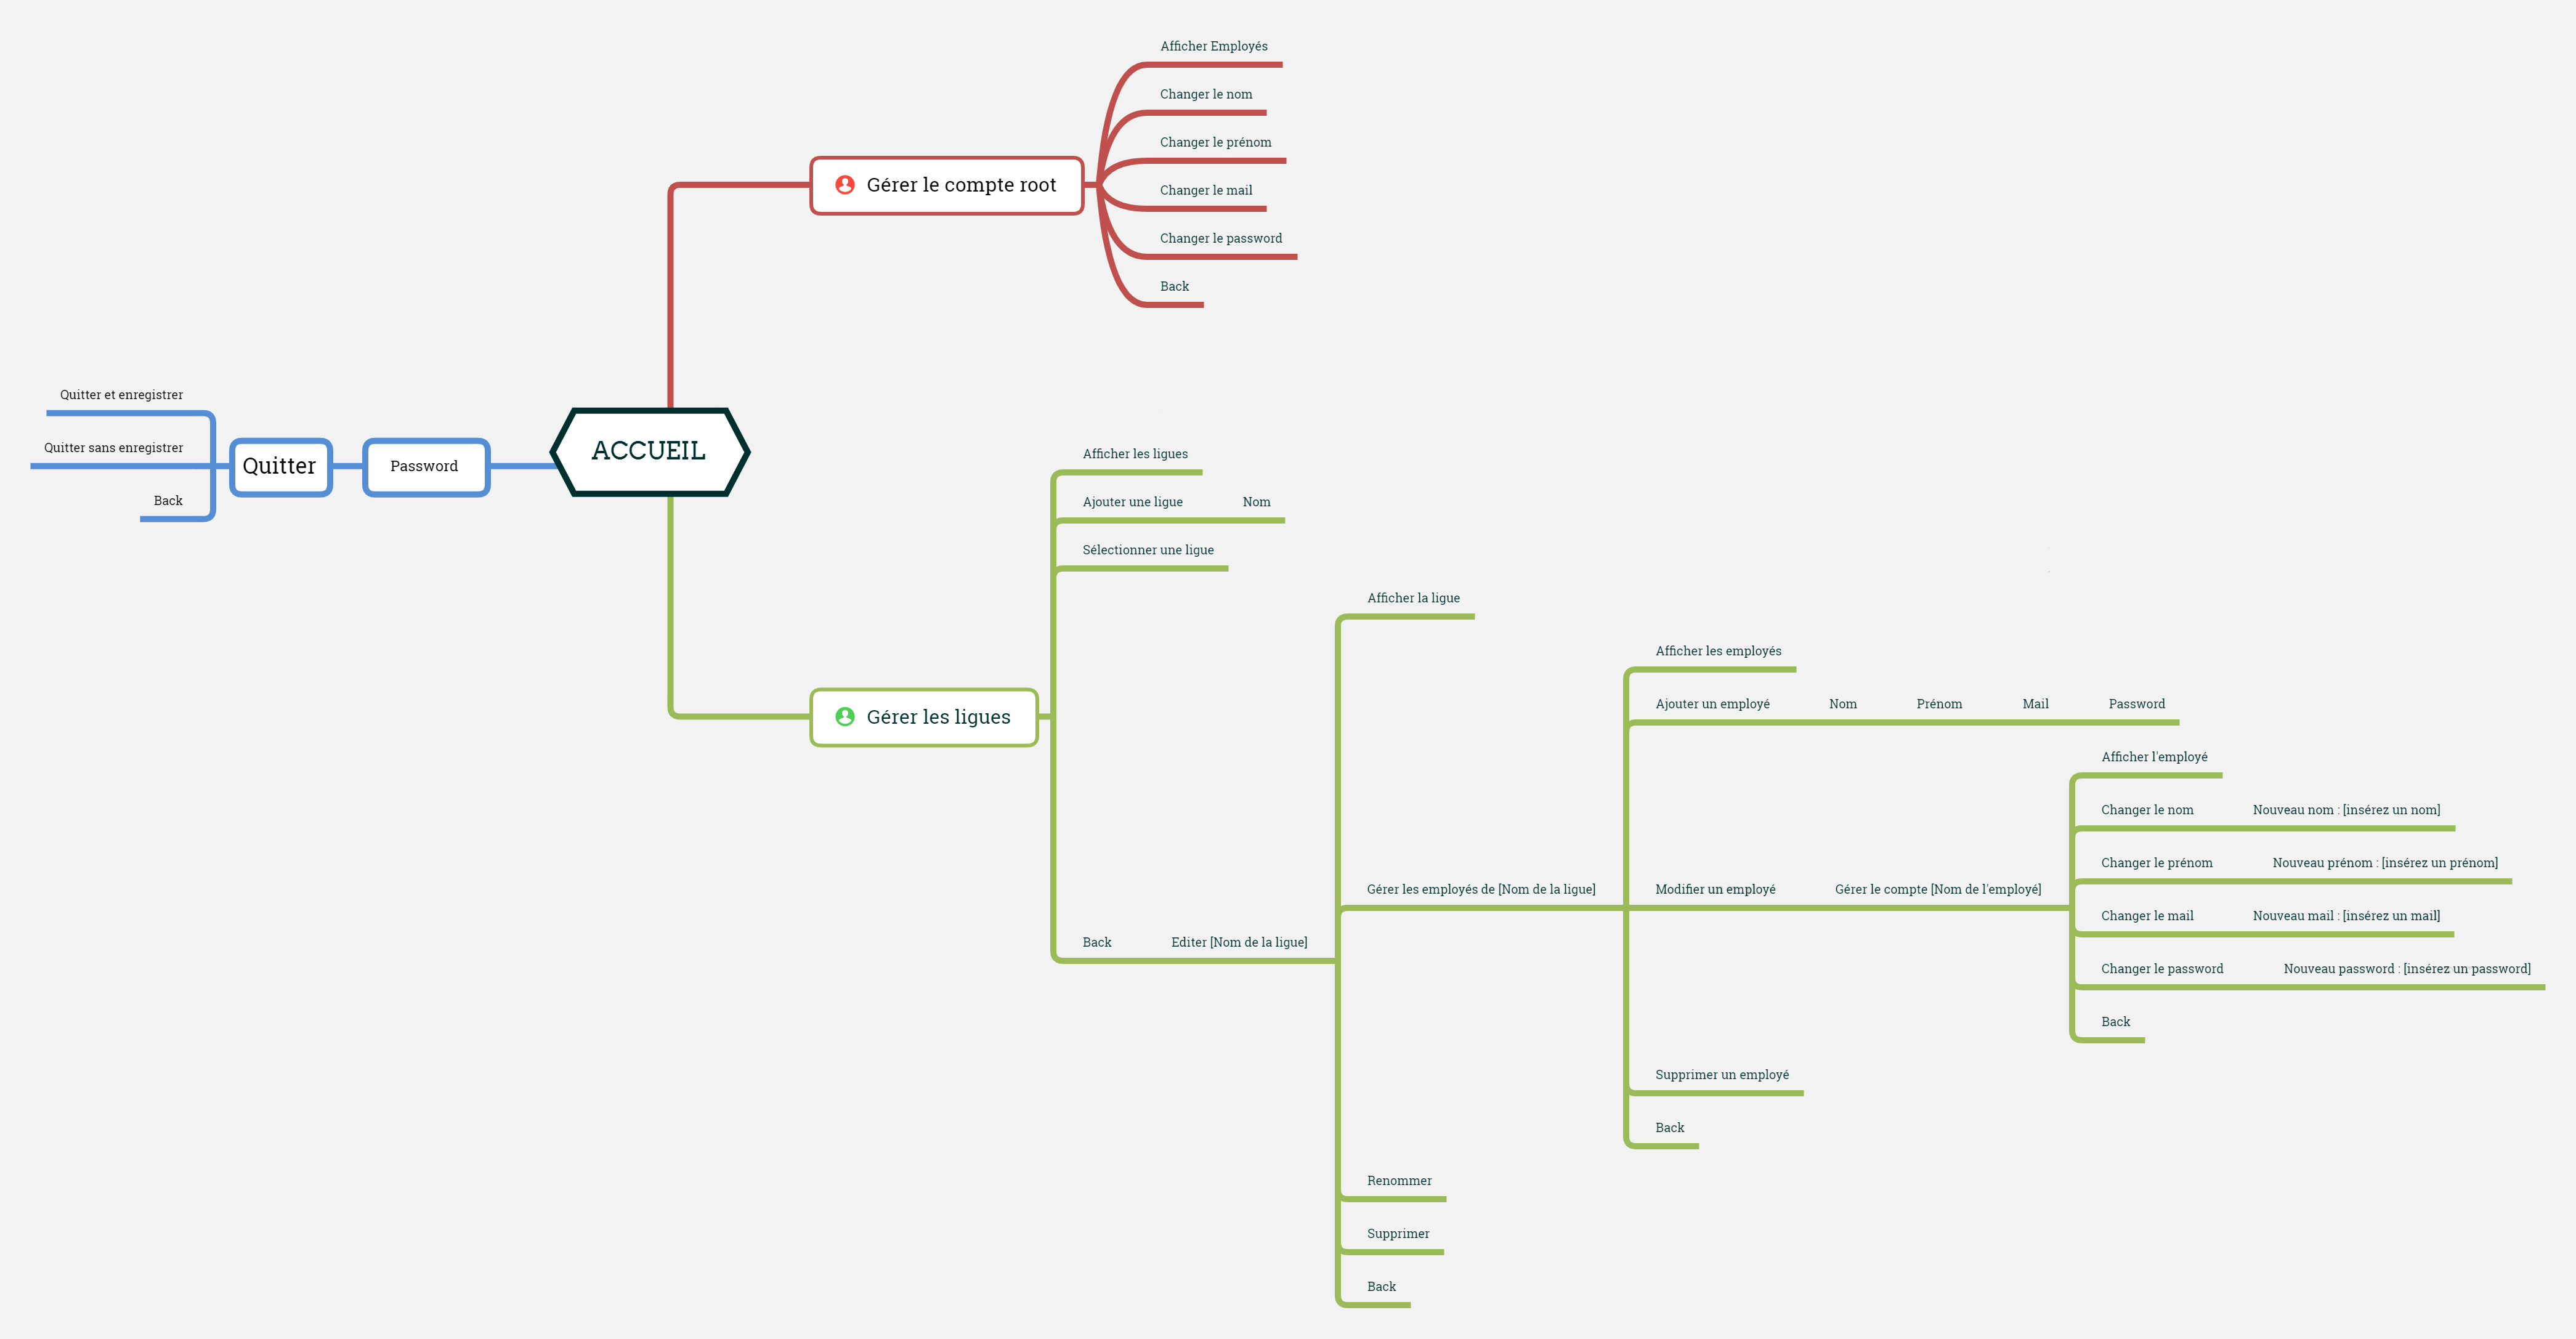 Afficher Employés
Changer le nom
Changer le prénom
Gérer le compte root
Changer le mail
Changer le password
Back
Quitter et enregistrer
Quitter sans enregistrer
Back
Quitter
Password
ACCUEIL
Gérer les ligues
Afficher les ligues
Ajouter une ligue Nom
Sélectionner une ligue
Back Editer [Nom de la ligue]
Afficher la ligue
Gérer les employés de [Nom de la ligue]
Afficher les employés
Ajouter un employé Nom Prénom Mail Password
Modifier un employé Gérer le compte [Nom de l'employé]
Afficher l'employé
Changer le nom Nouveau nom : [insérez un nom]
Changer le prénom Nouveau prénom : [insérez un prénom]
Changer le mail Nouveau mail : [insérez un mail]
Changer le password Nouveau password : [insérez un password]
Back
Supprimer un employé
Back
Renommer
Supprimer
Back